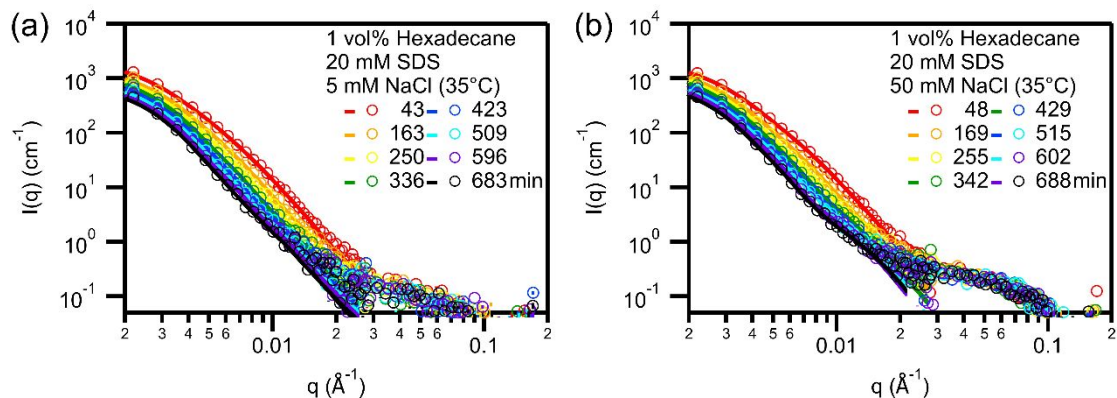 (a)
1 vol% Hexadecane
20 mM SDS
5 mM NaCl (35°C)
43 423
163 509
250 596
336 683min
I(q) (cm⁻¹)
10⁴
10³
10²
10¹
10⁰
10⁻¹
2 3 4 5 6 0.01 2 3 4 5 6 0.1 2
q (Å⁻¹)
(b)
1 vol% Hexadecane
20 mM SDS
50 mM NaCl (35°C)
48 429
169 515
255 602
342 688min
I(q) (cm⁻¹)
10⁴
10³
10²
10¹
10⁰
10⁻¹
2 3 4 5 6 0.01 2 3 4 5 6 0.1 2
q (Å⁻¹)